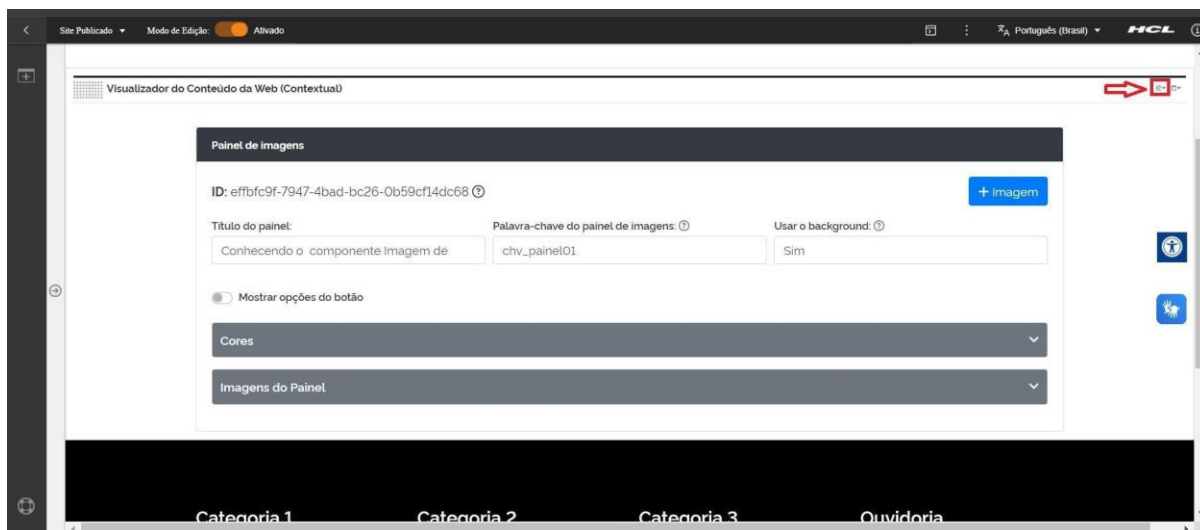 Site Publicado Modo de Edição: Ativado Português (Brasil) HCL
Visualizador do Conteúdo da Web (Contextual)
Painel de imagens
ID: effbfc9f-7947-4bad-bc26-0b59cf14dc68
+ Imagem
Título do painel: Palavra-chave do painel de imagens: Usar o background:
Conhecendo o componente Imagem de chv_painel01 Sim
Mostrar opções do botão
Cores
Imagens do Painel
Categoria 1 Categoria 2 Categoria 3 Ouvidoria